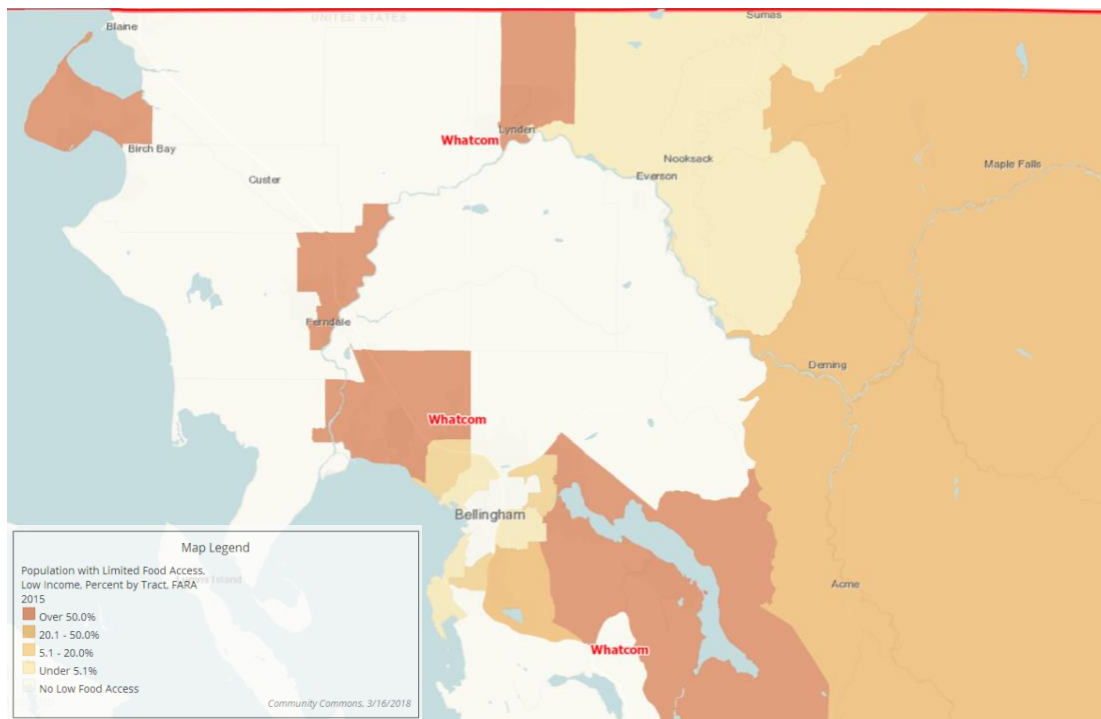 UNITED STATES
Blaine
Sumas
Lynden
Whatcom
Birch Bay
Nooksack
Maple Falls
Everson
Custer
Ferndale
Deming
Whatcom
Bellingham
Acme
Whatcom
Map Legend
Population with Limited Food Access,
Low Income, Percent by Tract, FARA
2015
Over 50.0%
20.1 - 50.0%
5.1 - 20.0%
Under 5.1%
No Low Food Access
Community Commons, 3/16/2018